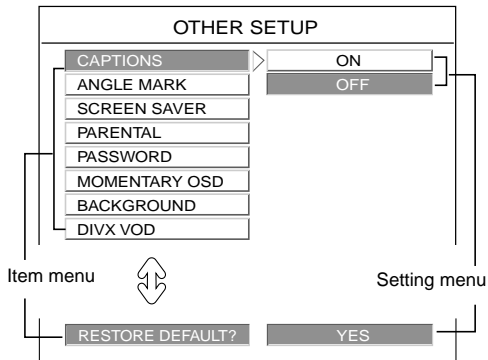 OTHER SETUP
CAPTIONS
ON
ANGLE MARK
OFF
SCREEN SAVER
PARENTAL
PASSWORD
MOMENTARY OSD
BACKGROUND
DIVX VOD
Item menu
Setting menu
RESTORE DEFAULT?
YES